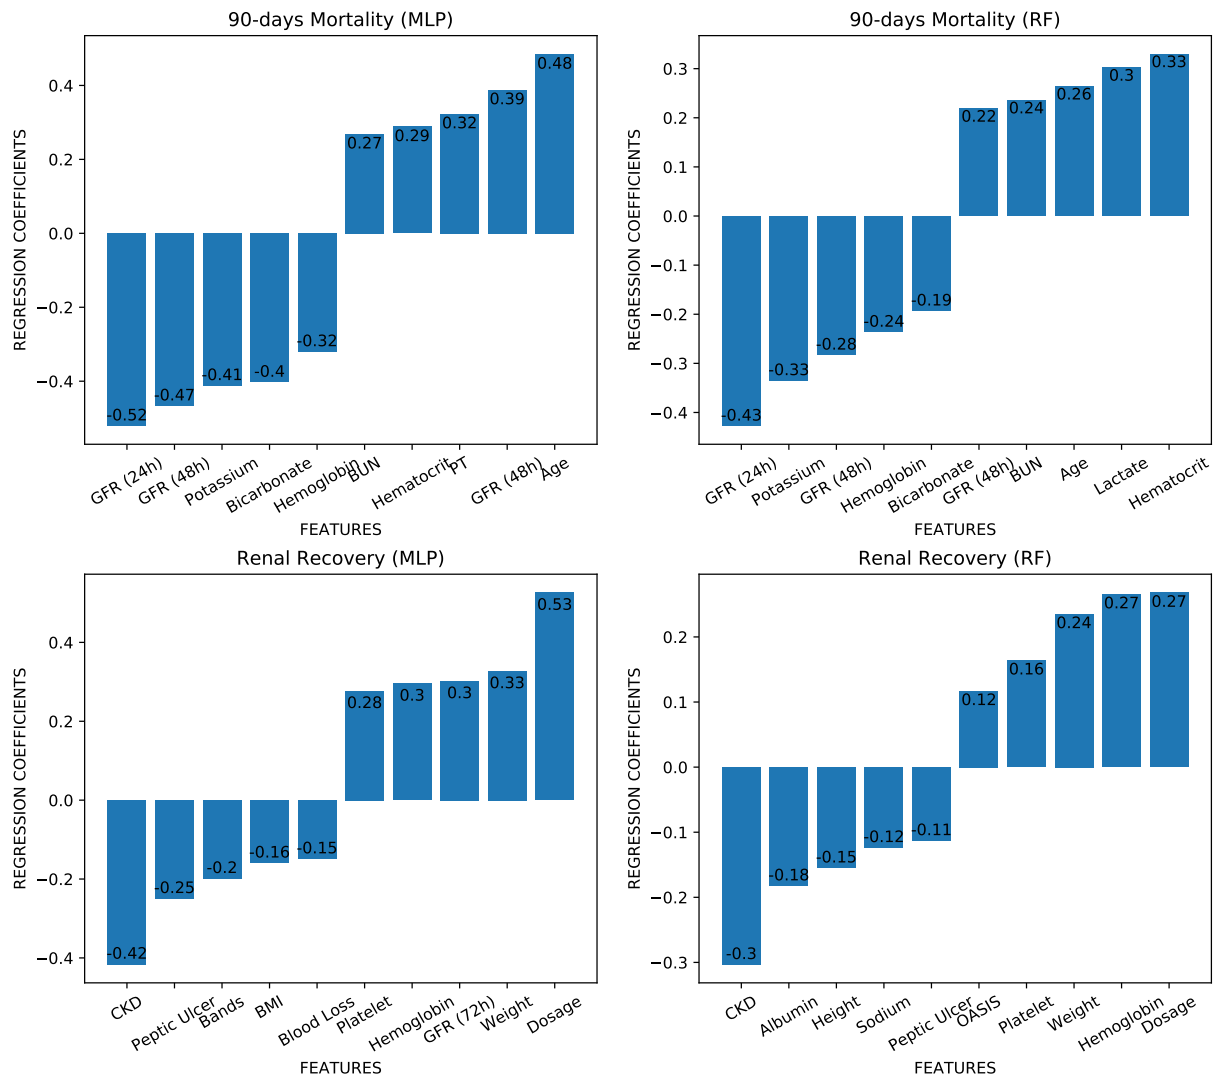 90-days Mortality (MLP)
REGRESSION COEFFICIENTS
0.4
0.2
0.0
−0.2
−0.4
-0.52
-0.47
-0.41
-0.4
-0.32
0.27
0.29
0.32
0.39
0.48
GFR (24h)
GFR (48h)
Potassium
Bicarbonate
Hemoglobin
BUN
Hematocrit
PT
GFR (48h)
Age
FEATURES
90-days Mortality (RF)
REGRESSION COEFFICIENTS
0.3
0.2
0.1
0.0
−0.1
−0.2
−0.3
−0.4
-0.43
-0.33
-0.28
-0.24
-0.19
0.22
0.24
0.26
0.3
0.33
GFR (24h)
Potassium
GFR (48h)
Hemoglobin
Bicarbonate
GFR (48h)
BUN
Age
Lactate
Hematocrit
FEATURES
Renal Recovery (MLP)
REGRESSION COEFFICIENTS
0.4
0.2
0.0
−0.2
−0.4
-0.42
-0.25
-0.2
-0.16
-0.15
0.28
0.3
0.3
0.33
0.53
CKD
Peptic Ulcer
Bands
BMI
Blood Loss
Platelet
Hemoglobin
GFR (72h)
Weight
Dosage
FEATURES
Renal Recovery (RF)
REGRESSION COEFFICIENTS
0.2
0.1
0.0
−0.1
−0.2
−0.3
-0.3
-0.18
-0.15
-0.12
-0.11
0.12
0.16
0.24
0.27
0.27
CKD
Albumin
Height
Sodium
Peptic Ulcer
OASIS
Platelet
Weight
Hemoglobin
Dosage
FEATURES